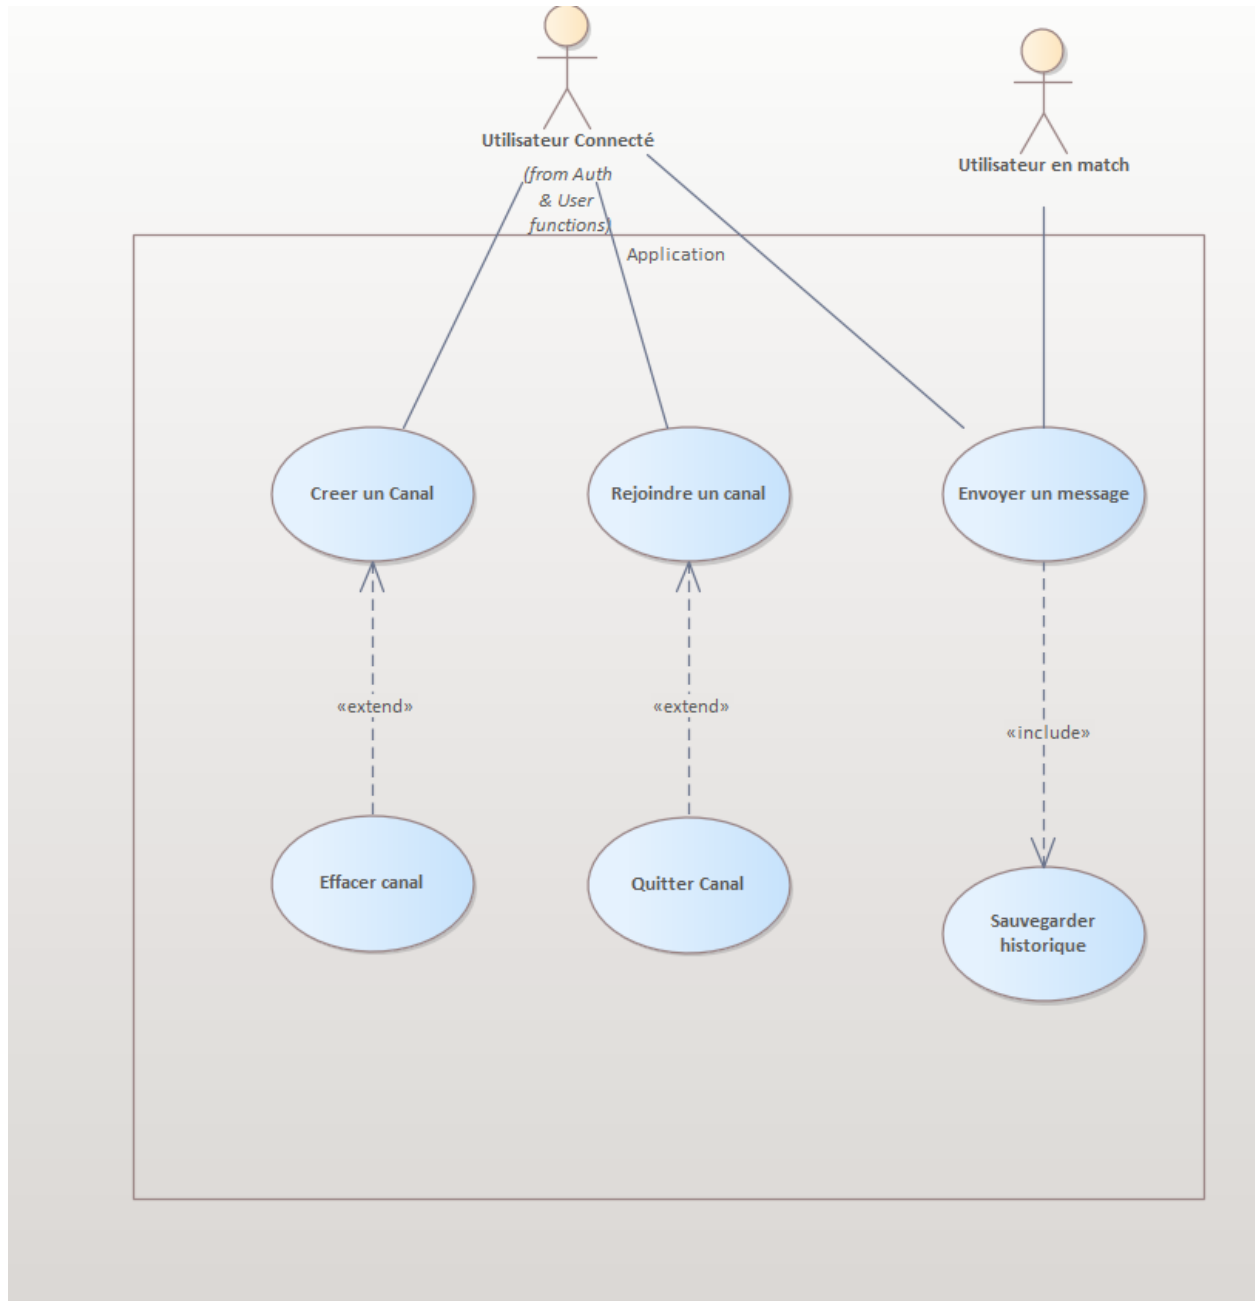 Utilisateur Connecté
(from Auth
& User
functions)
Utilisateur en match
Application
Creer un Canal
Rejoindre un canal
Envoyer un message
«extend»
«extend»
«include»
Effacer canal
Quitter Canal
Sauvegarder
historique